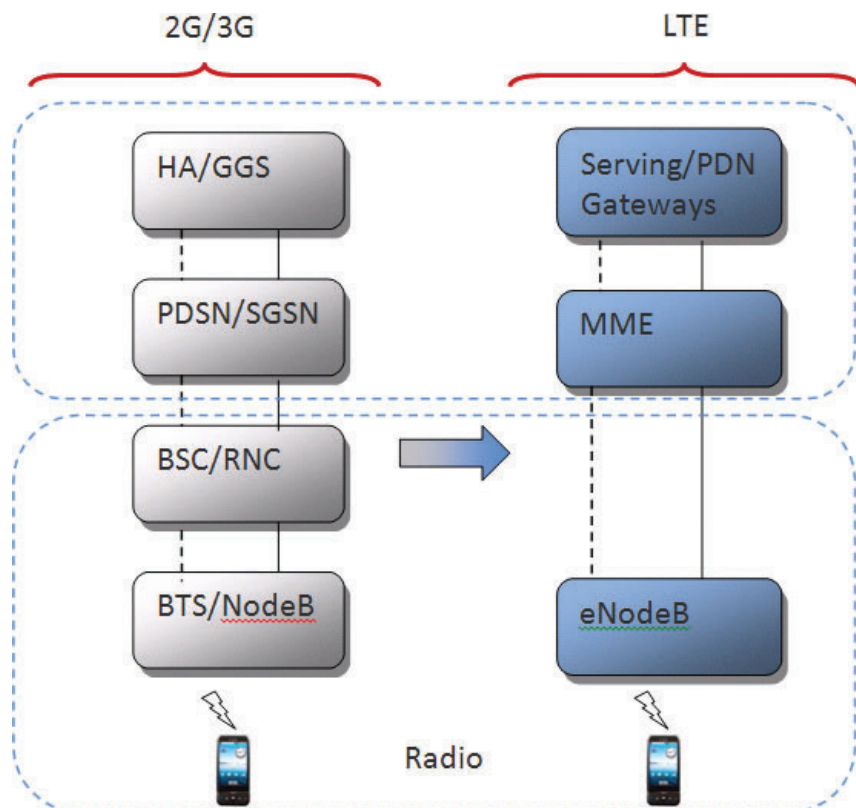 2G/3G
LTE
HA/GGS
Serving/PDN
Gateways
PDSN/SGSN
MME
BSC/RNC
BTS/NodeB
eNodeB
Radio